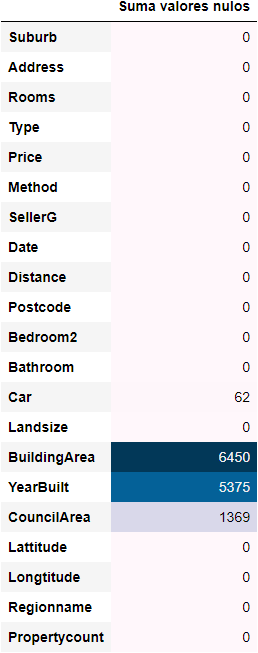 Suma valores nulos
Suburb 0
Address 0
Rooms 0
Type 0
Price 0
Method 0
SellerG 0
Date 0
Distance 0
Postcode 0
Bedroom2 0
Bathroom 0
Car 62
Landsize 0
BuildingArea 6450
YearBuilt 5375
CouncilArea 1369
Lattitude 0
Longtitude 0
Regionname 0
Propertycount 0